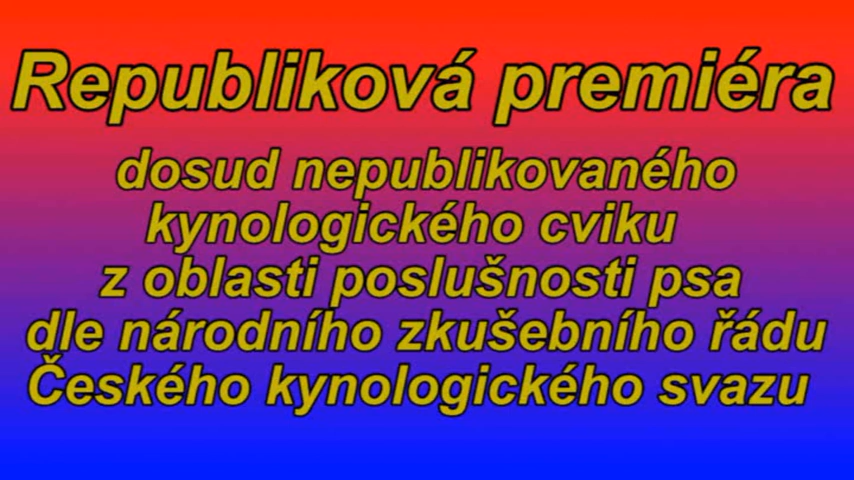 Republiková premiéra
dosud nepublikovaného
kynologického cviku
z oblasti poslušnosti psa
dle národního zkušebního řádu
Českého kynologického svazu